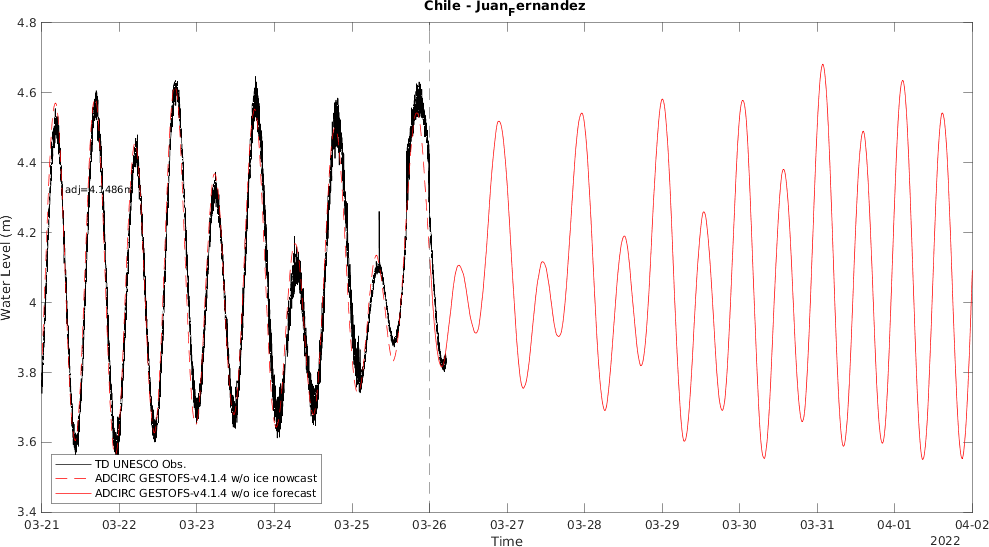 Chile - Juan_Fernandez
4.8
4.6
4.4
4.2
4
3.8
3.6
3.4
Water Level (m)
adj=4.1486m
TD UNESCO Obs.
ADCIRC GESTOFS-v4.1.4 w/o ice nowcast
ADCIRC GESTOFS-v4.1.4 w/o ice forecast
03-21 03-22 03-23 03-24 03-25 03-26 03-27 03-28 03-29 03-30 03-31 04-01 04-02
Time
2022